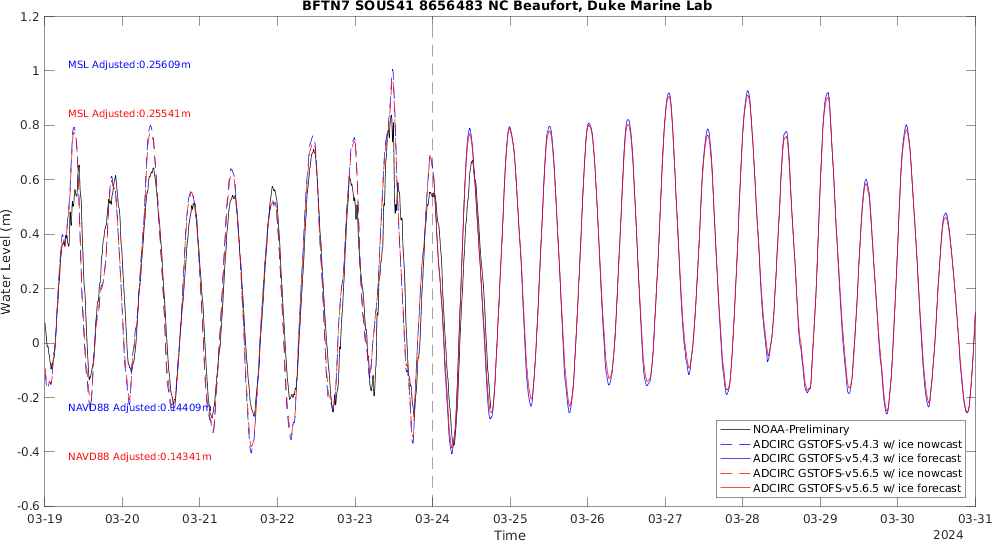 BFTN7 SOUS41 8656483 NC Beaufort, Duke Marine Lab
1.2
1
0.8
0.6
0.4
0.2
0
-0.2
-0.4
-0.6
Water Level (m)
MSL Adjusted:0.25609m
MSL Adjusted:0.25541m
NAVD88 Adjusted:0.14409m
NAVD88 Adjusted:0.14341m
NOAA-Preliminary
ADCIRC GSTOFS-v5.4.3 w/ ice nowcast
ADCIRC GSTOFS-v5.4.3 w/ ice forecast
ADCIRC GSTOFS-v5.6.5 w/ ice nowcast
ADCIRC GSTOFS-v5.6.5 w/ ice forecast
03-19 03-20 03-21 03-22 03-23 03-24 03-25 03-26 03-27 03-28 03-29 03-30 03-31
Time
2024